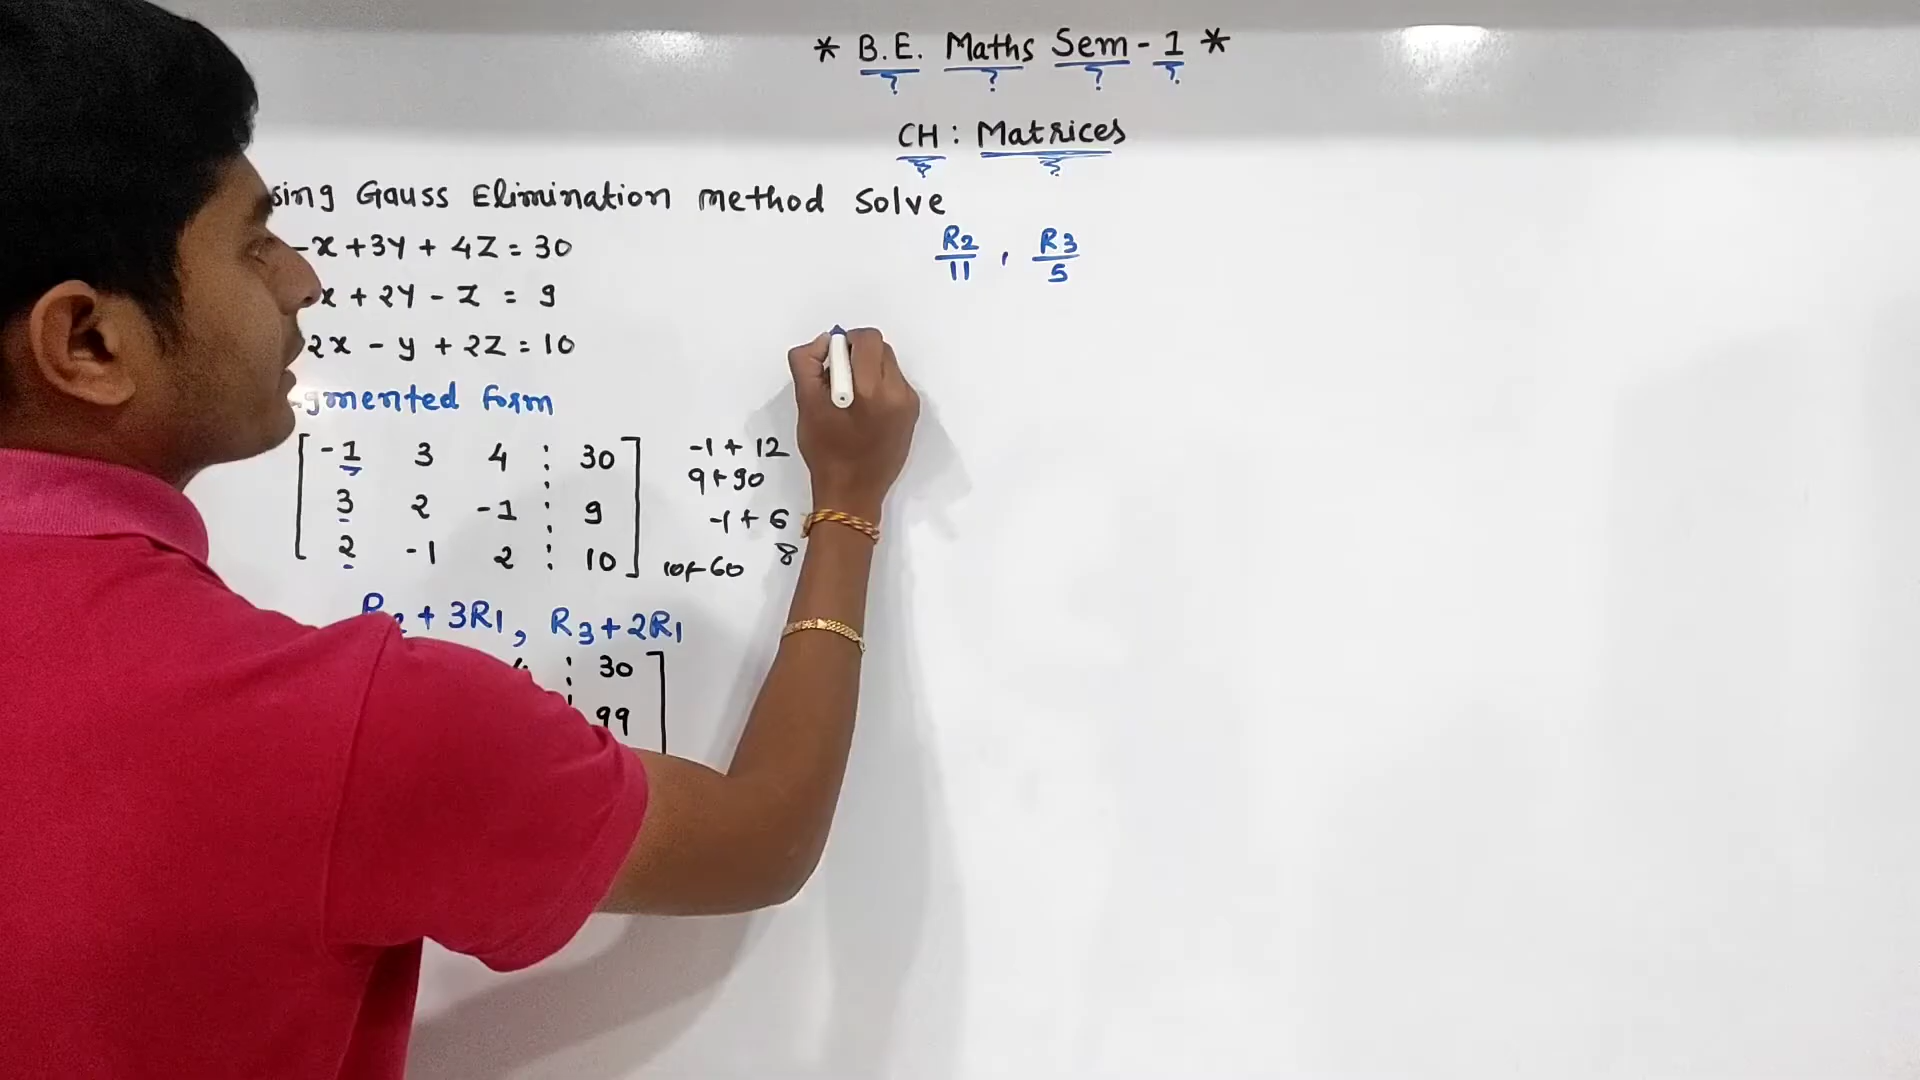 * B.E. Maths Sem-1 *
CH: Matrices
sing Gauss Elimination method Solve
-x+3y+4z=30
x+2y-z=9
2x-y+2z=10
gmented form
-1 3 4 : 30
3 2 -1 : 9
2 -1 2 : 10
-1+12
9+90
-1+6
8
10+60
R2+3R1, R3+2R1
4 : 30
99
R2/11, R3/5